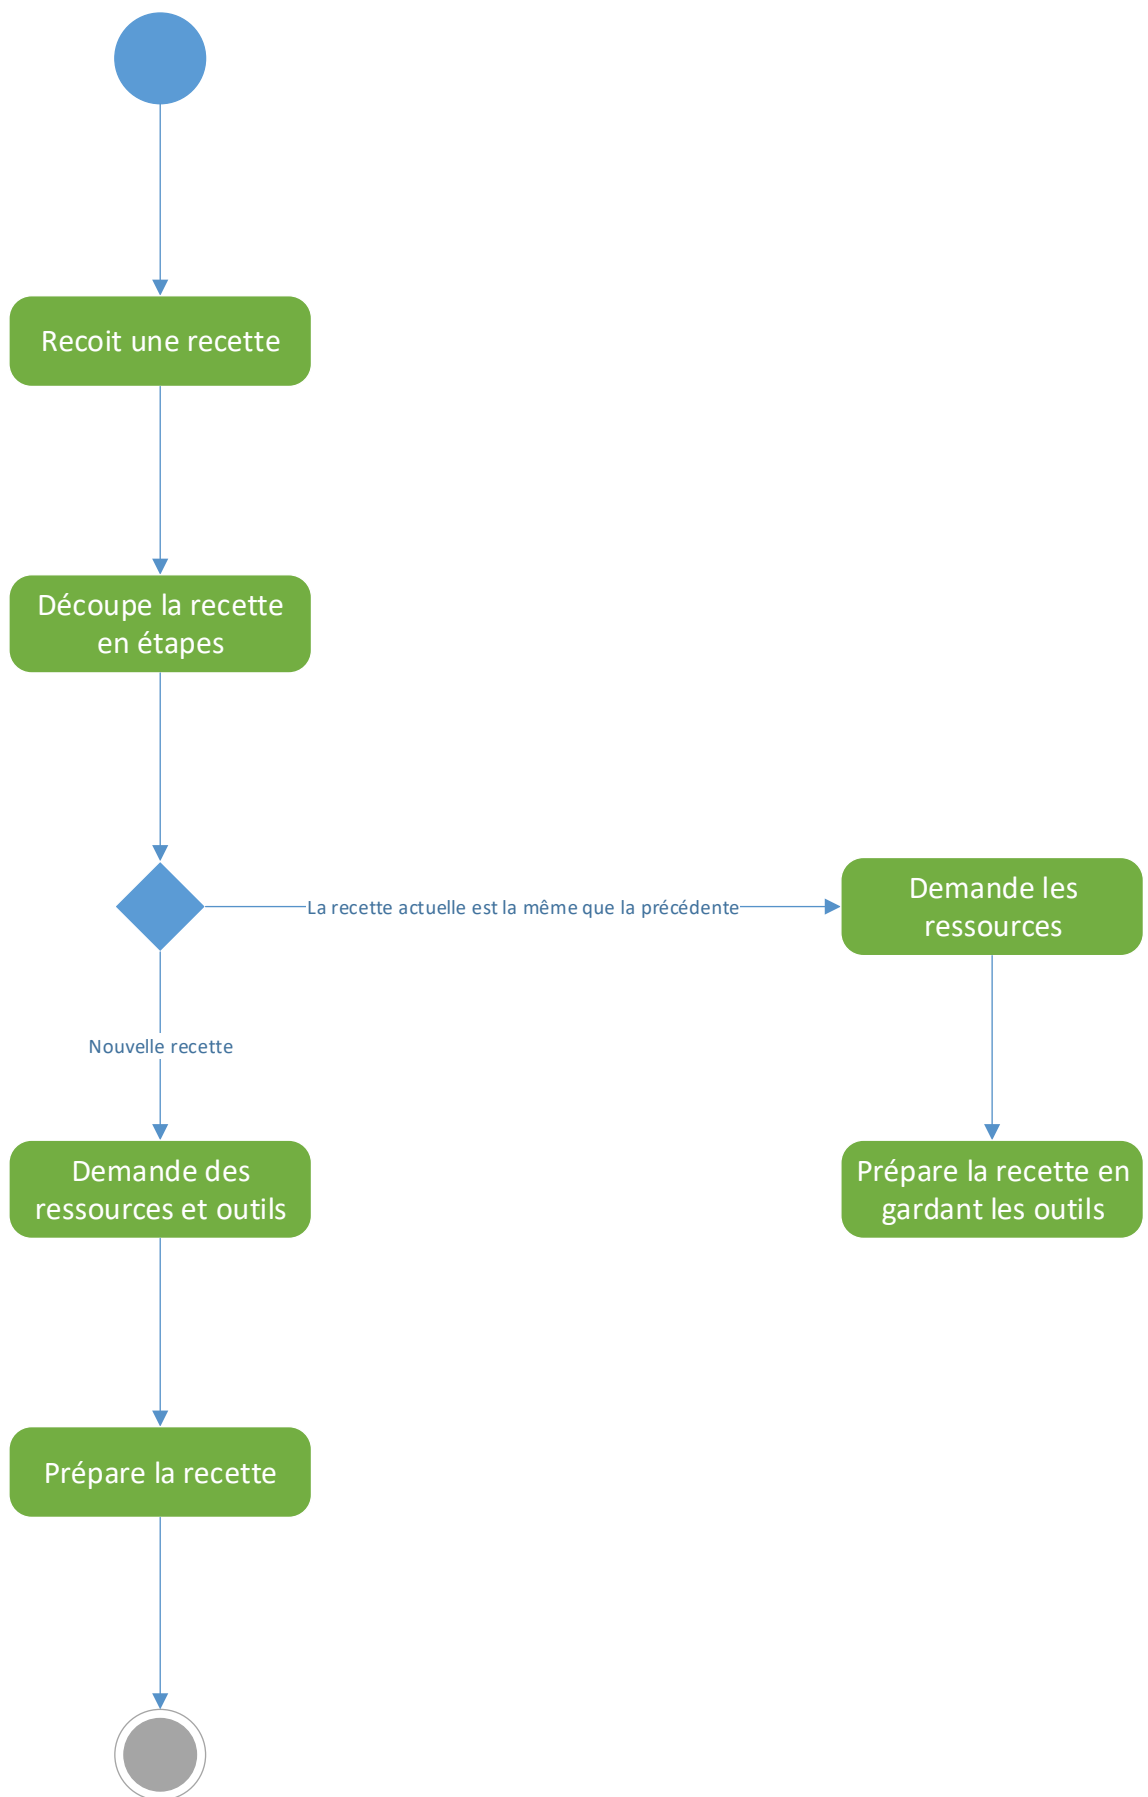 Recoit une recette
Découpe la recette
en étapes
La recette actuelle est la même que la précédente
Demande les
ressources
Nouvelle recette
Demande des
ressources et outils
Prépare la recette en
gardant les outils
Prépare la recette